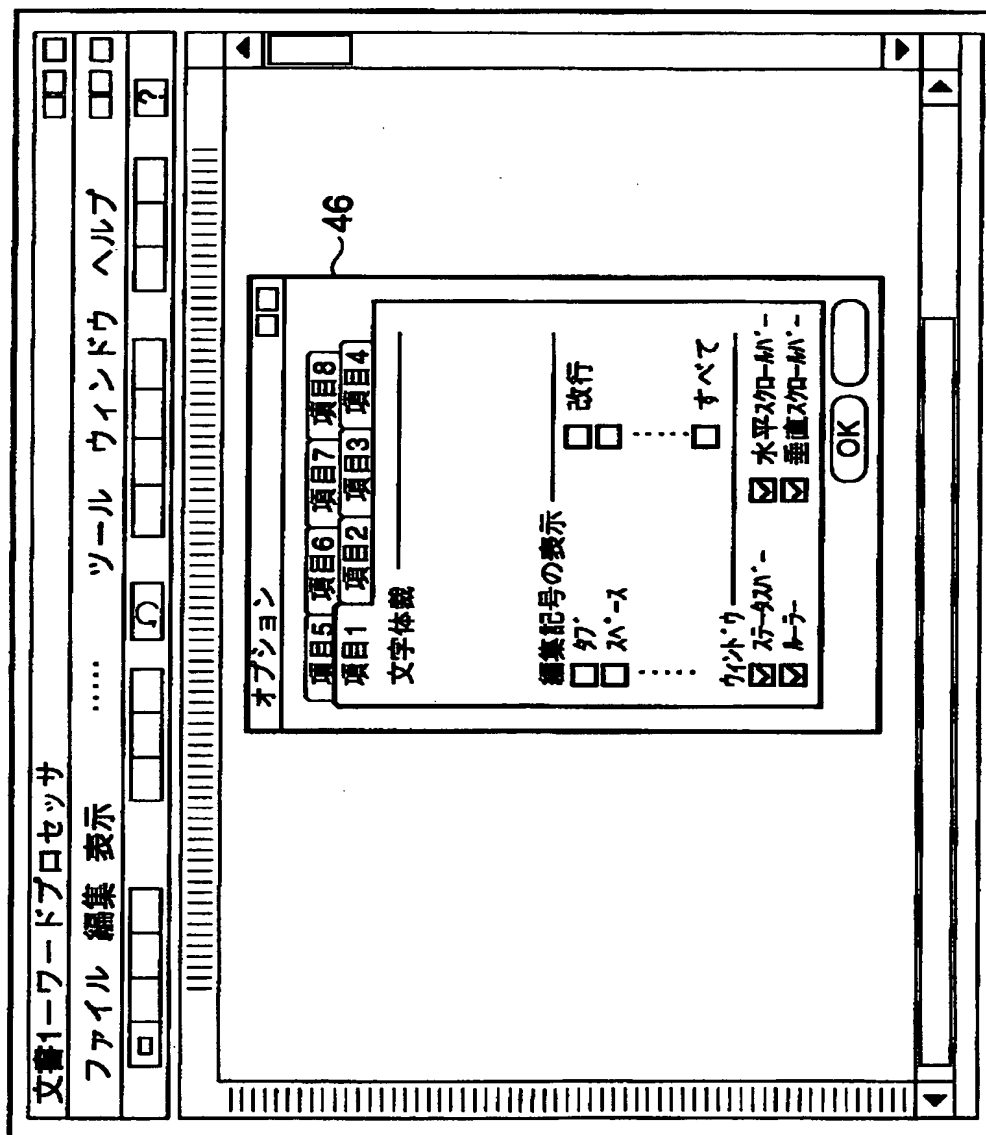 文書1ーワードプロセッサ
ファイル 編集 表示 ..... ツール ウィンドウ ヘルプ
?
オプション
46
項目5 項目6 項目7 項目8
項目1 項目2 項目3 項目4
文字体裁
編集記号の表示
タブ 改行
スペース
..... .....
すべて
ウィンドウ
ステータスバー 水平スクロールバー
ルーラー 垂直スクロールバー
OK